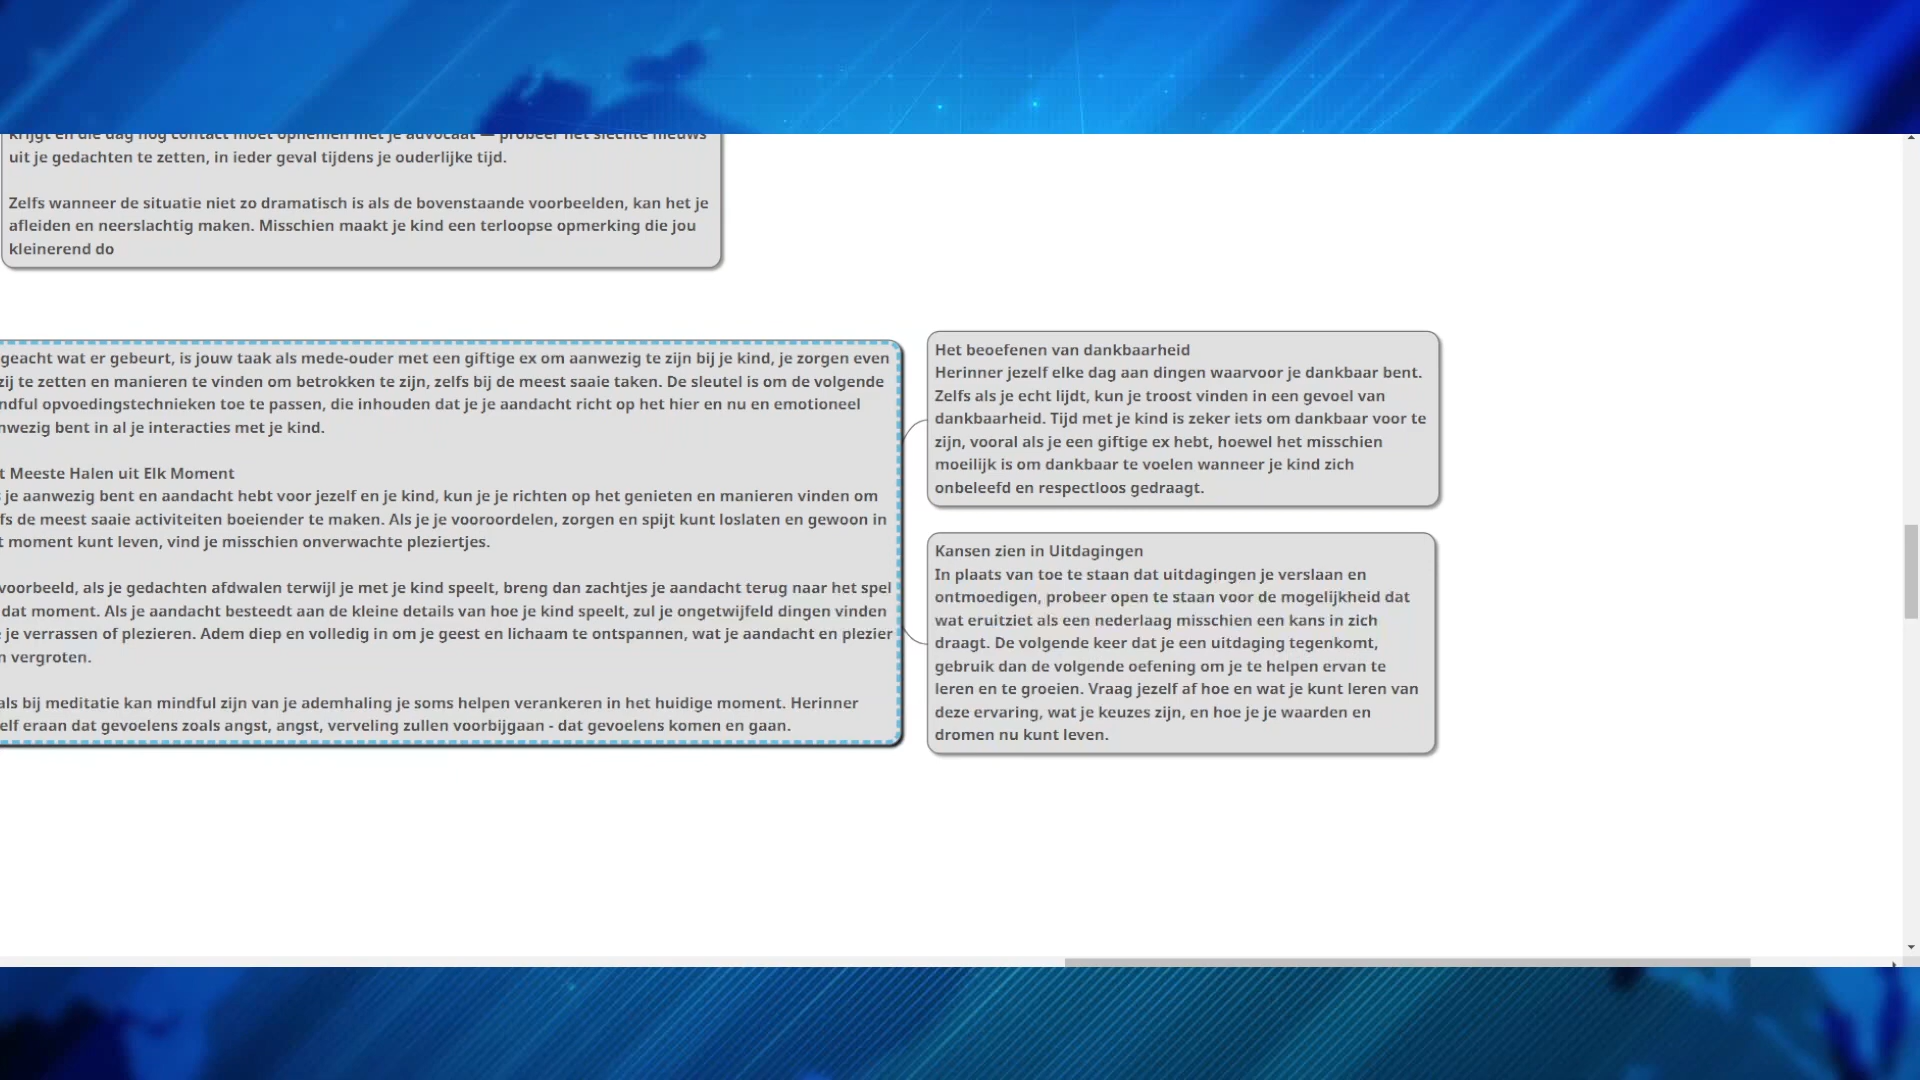 krijgt en die dag nog contact moet opnemen met je advocaat — probeer het slechte nieuws
uit je gedachten te zetten, in ieder geval tijdens je ouderlijke tijd.
Zelfs wanneer de situatie niet zo dramatisch is als de bovenstaande voorbeelden, kan het je
afleiden en neerslachtig maken. Misschien maakt je kind een terloopse opmerking die jou
kleinerend do
geacht wat er gebeurt, is jouw taak als mede-ouder met een giftige ex om aanwezig te zijn bij je kind, je zorgen even
zij te zetten en manieren te vinden om betrokken te zijn, zelfs bij de meest saaie taken. De sleutel is om de volgende
ndful opvoedingstechnieken toe te passen, die inhouden dat je je aandacht richt op het hier en nu en emotioneel
nwezig bent in al je interacties met je kind.
t Meeste Halen uit Elk Moment
je aanwezig bent en aandacht hebt voor jezelf en je kind, kun je je richten op het genieten en manieren vinden om
fs de meest saaie activiteiten boeiender te maken. Als je je vooroordelen, zorgen en spijt kunt loslaten en gewoon in
t moment kunt leven, vind je misschien onverwachte pleziertjes.
voorbeeld, als je gedachten afdwalen terwijl je met je kind speelt, breng dan zachtjes je aandacht terug naar het spel
dat moment. Als je aandacht besteedt aan de kleine details van hoe je kind speelt, zul je ongetwijfeld dingen vinden
je verrassen of plezieren. Adem diep en volledig in om je geest en lichaam te ontspannen, wat je aandacht en plezier
n vergroten.
als bij meditatie kan mindful zijn van je ademhaling je soms helpen verankeren in het huidige moment. Herinner
elf eraan dat gevoelens zoals angst, angst, verveling zullen voorbijgaan - dat gevoelens komen en gaan.
Het beoefenen van dankbaarheid
Herinner jezelf elke dag aan dingen waarvoor je dankbaar bent.
Zelfs als je echt lijdt, kun je troost vinden in een gevoel van
dankbaarheid. Tijd met je kind is zeker iets om dankbaar voor te
zijn, vooral als je een giftige ex hebt, hoewel het misschien
moeilijk is om dankbaar te voelen wanneer je kind zich
onbeleefd en respectloos gedraagt.
Kansen zien in Uitdagingen
In plaats van toe te staan dat uitdagingen je verslaan en
ontmoedigen, probeer open te staan voor de mogelijkheid dat
wat eruitziet als een nederlaag misschien een kans in zich
draagt. De volgende keer dat je een uitdaging tegenkomt,
gebruik dan de volgende oefening om je te helpen ervan te
leren en te groeien. Vraag jezelf af hoe en wat je kunt leren van
deze ervaring, wat je keuzes zijn, en hoe je je waarden en
dromen nu kunt leven.